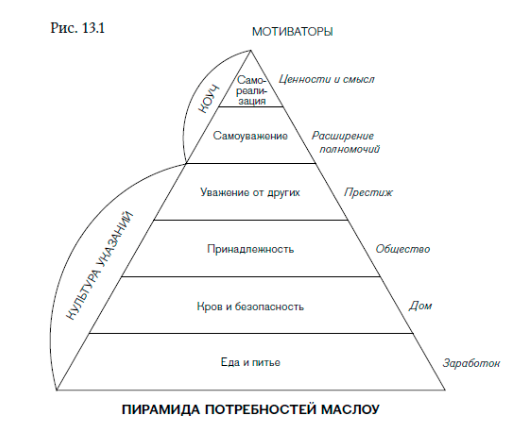 Рис. 13.1
МОТИВАТОРЫ
Само-
реали-
зация
Ценности и смысл
КОУЧ
Самоуважение
Расширение
полномочий
Уважение от других
Престиж
КУЛЬТУРА УКАЗАНИЙ
Принадлежность
Общество
Кров и безопасность
Дом
Еда и питье
Заработок
ПИРАМИДА ПОТРЕБНОСТЕЙ МАСЛОУ